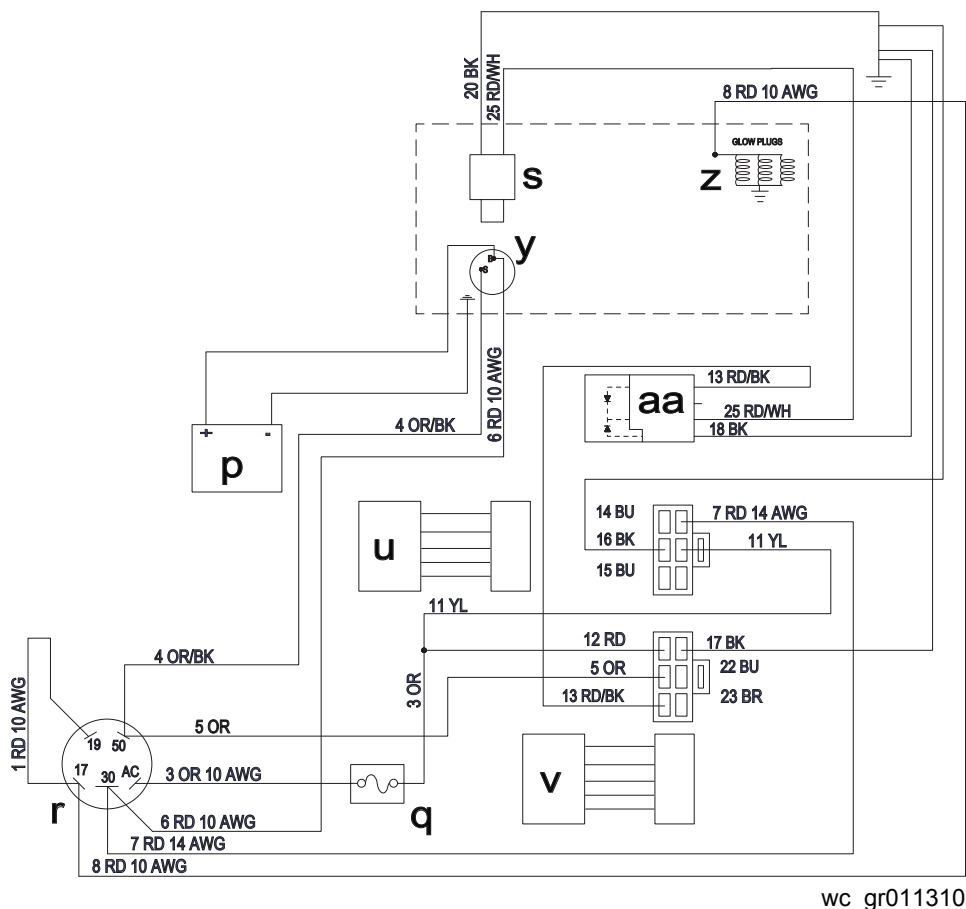 20 BK
25 RD/WH
8 RD 10 AWG
GLOW PLUGS
s
z
y
B
S
6 RD 10 AWG
13 RD/BK
aa
25 RD/WH
18 BK
4 OR/BK
+ -
p
14 BU
7 RD 14 AWG
u
16 BK
11 YL
15 BU
11 YL
12 RD
17 BK
4 OR/BK
5 OR
22 BU
3 OR
13 RD/BK
23 BR
1 RD 10 AWG
5 OR
19 50
17 30 AC
3 OR 10 AWG
v
r
q
6 RD 10 AWG
7 RD 14 AWG
8 RD 10 AWG
wc_gr011310